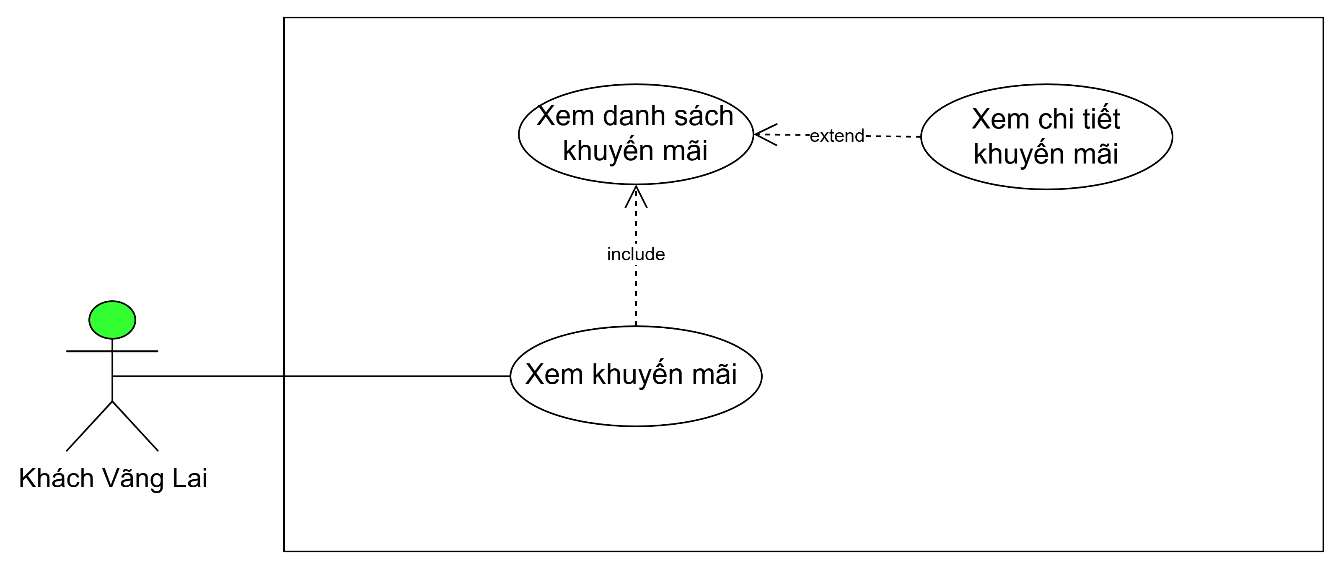 Xem danh sách
khuyến mãi
extend
Xem chi tiết
khuyến mãi
include
Xem khuyến mãi
Khách Vãng Lai